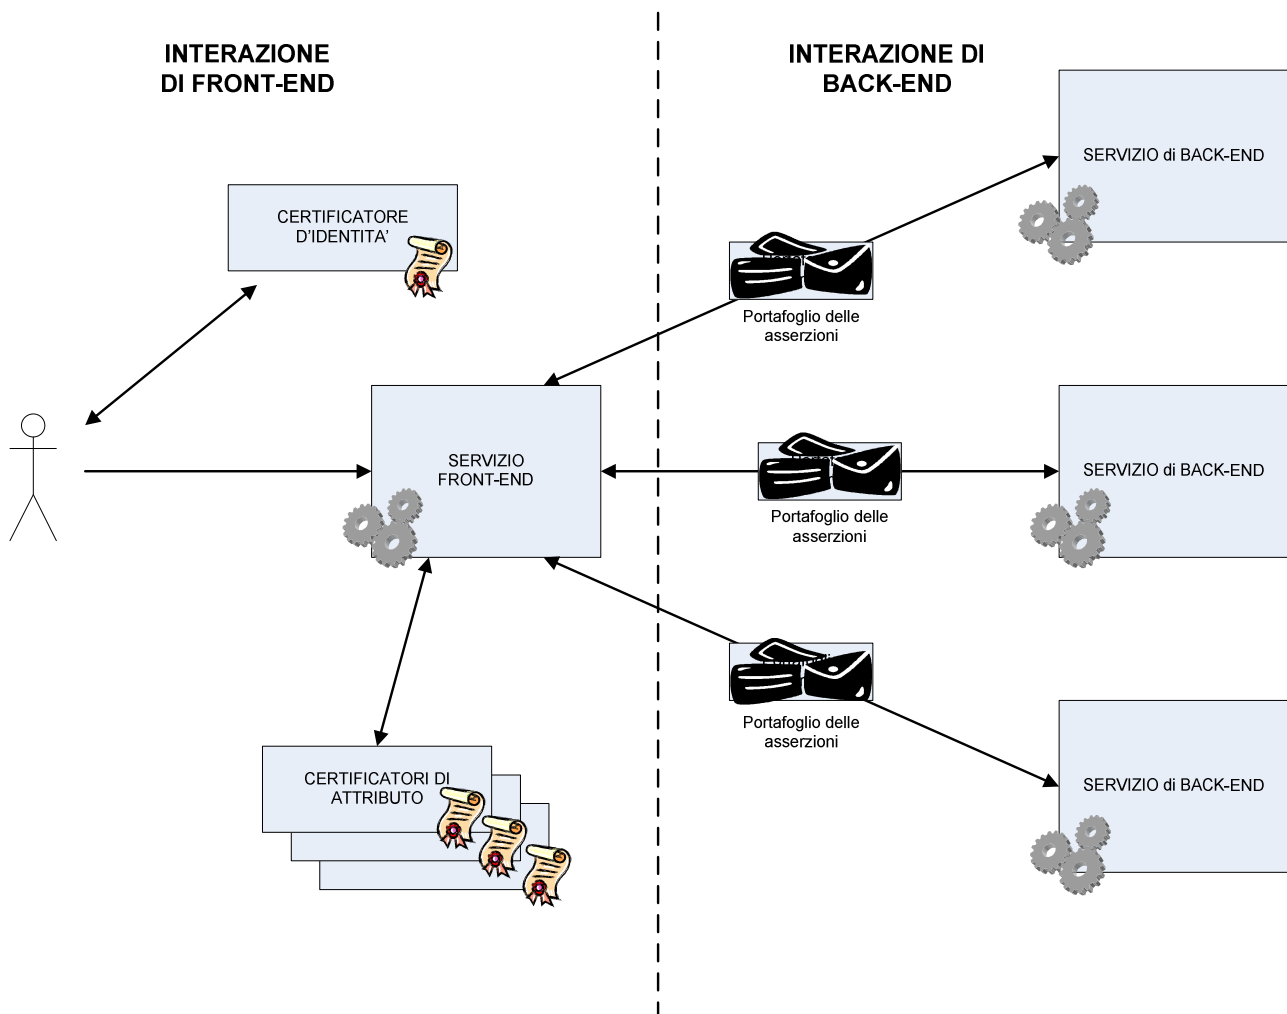 INTERAZIONE
DI FRONT-END
INTERAZIONE DI
BACK-END
SERVIZIO di BACK-END
CERTIFICATORE
D'IDENTITA'
Portafoglio delle
asserzioni
SERVIZIO
FRONT-END
Portafoglio delle
asserzioni
SERVIZIO di BACK-END
Portafoglio delle
asserzioni
CERTIFICATORI DI
ATTRIBUTO
SERVIZIO di BACK-END